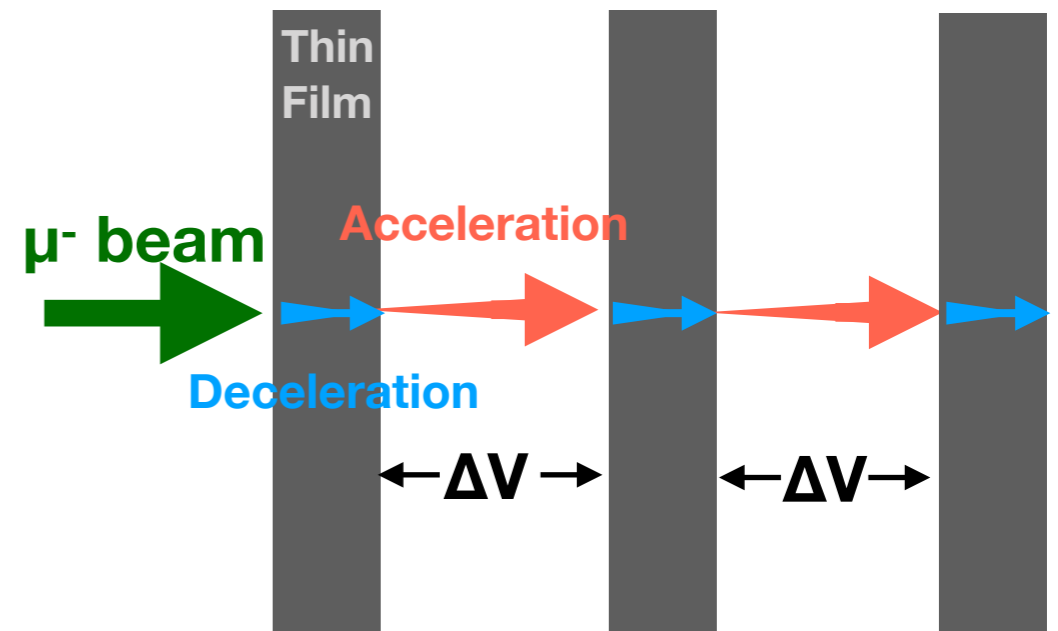 Thin
Film
Acceleration
μ- beam
Deceleration
ΔV
ΔV